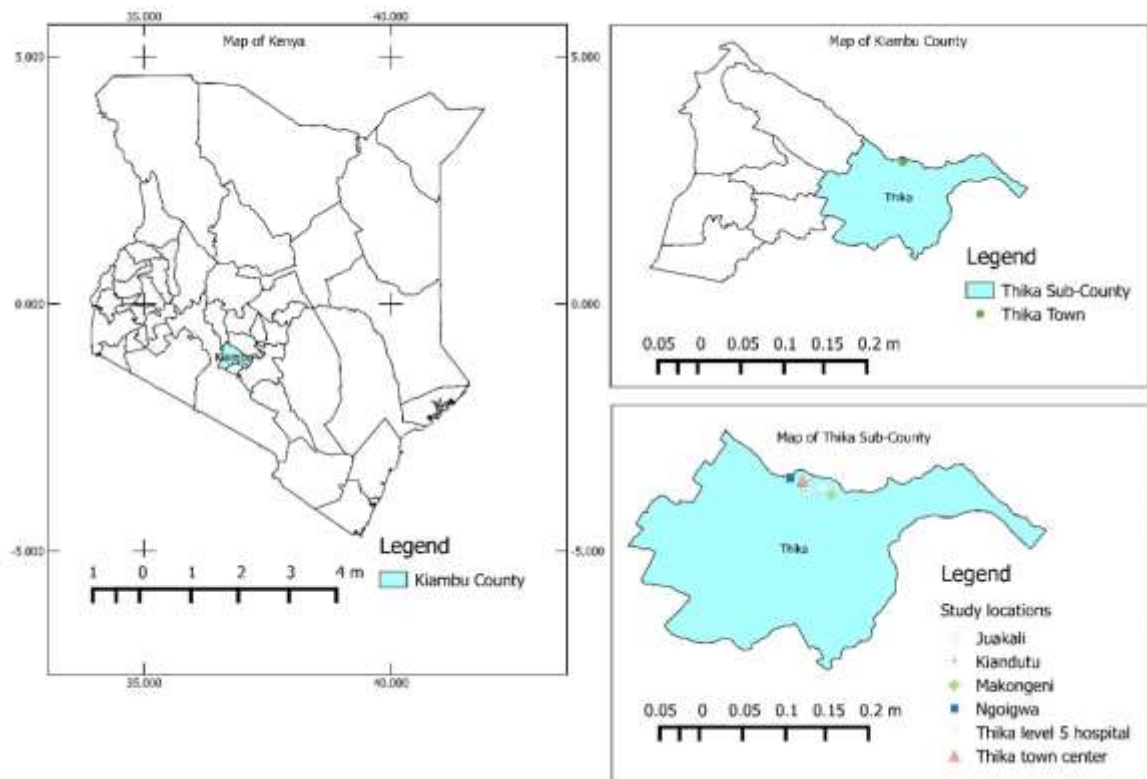 35.000
40.000
Map of Kenya
5.000
5.000
0.000
0.000
Kiambu
-5.000
-5.000
Legend
Kiambu County
1 0 1 2 3 4 m
35.000
40.000
Map of Kiambu County
Thika
Legend
Thika Sub-County
Thika Town
0.05 0 0.05 0.1 0.15 0.2 m
Map of Thika Sub-County
Thika
Legend
Study locations
Juakali
Kiandutu
Makongeni
Ngoigwa
Thika level 5 hospital
Thika town center
0.05 0 0.05 0.1 0.15 0.2 m